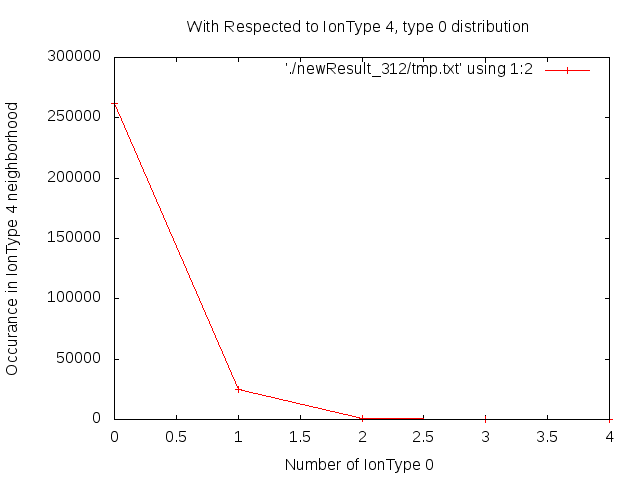 With Respected to IonType 4, type 0 distribution
300000
250000
200000
150000
100000
50000
0
Occurance in IonType 4 neighborhood
'./newResult_312/tmp.txt' using 1:2
0 0.5 1 1.5 2 2.5 3 3.5 4
Number of IonType 0